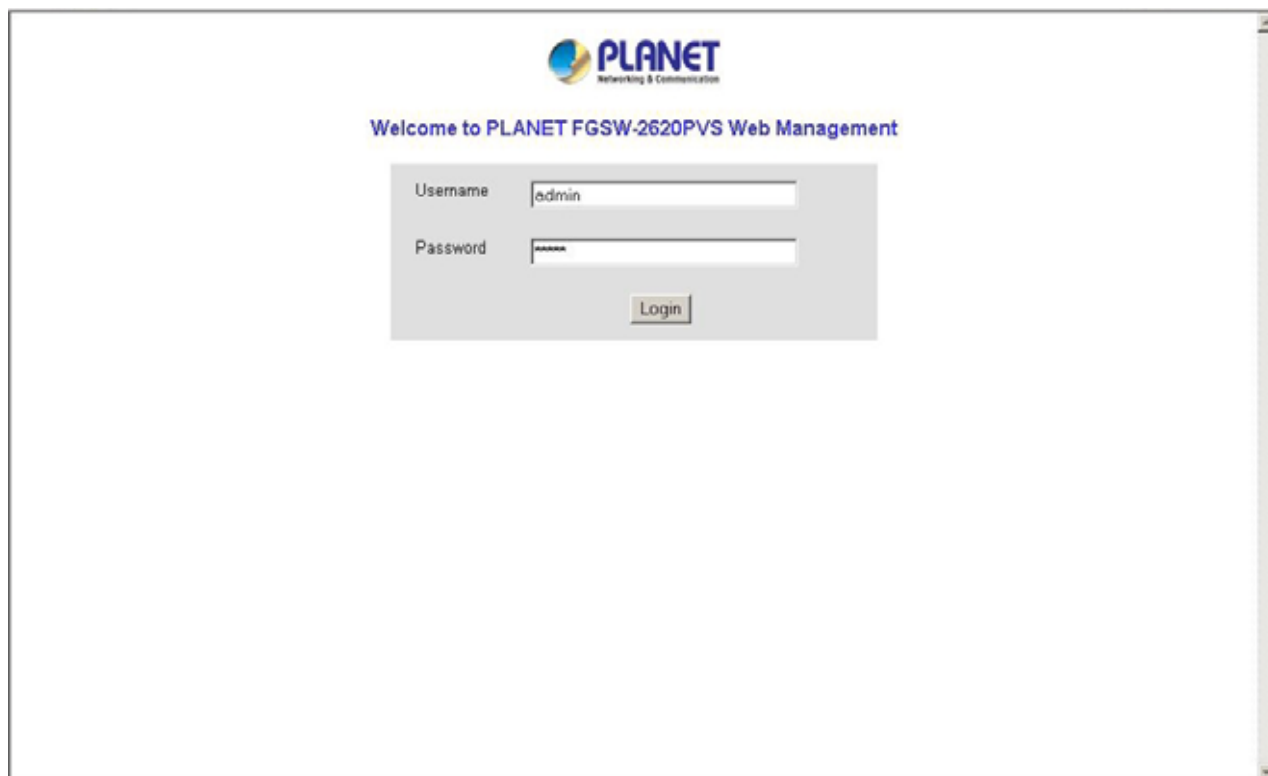 PLANET
Networking & Communication
Welcome to PLANET FGSW-2620PVS Web Management
Username admin
Password *****
Login